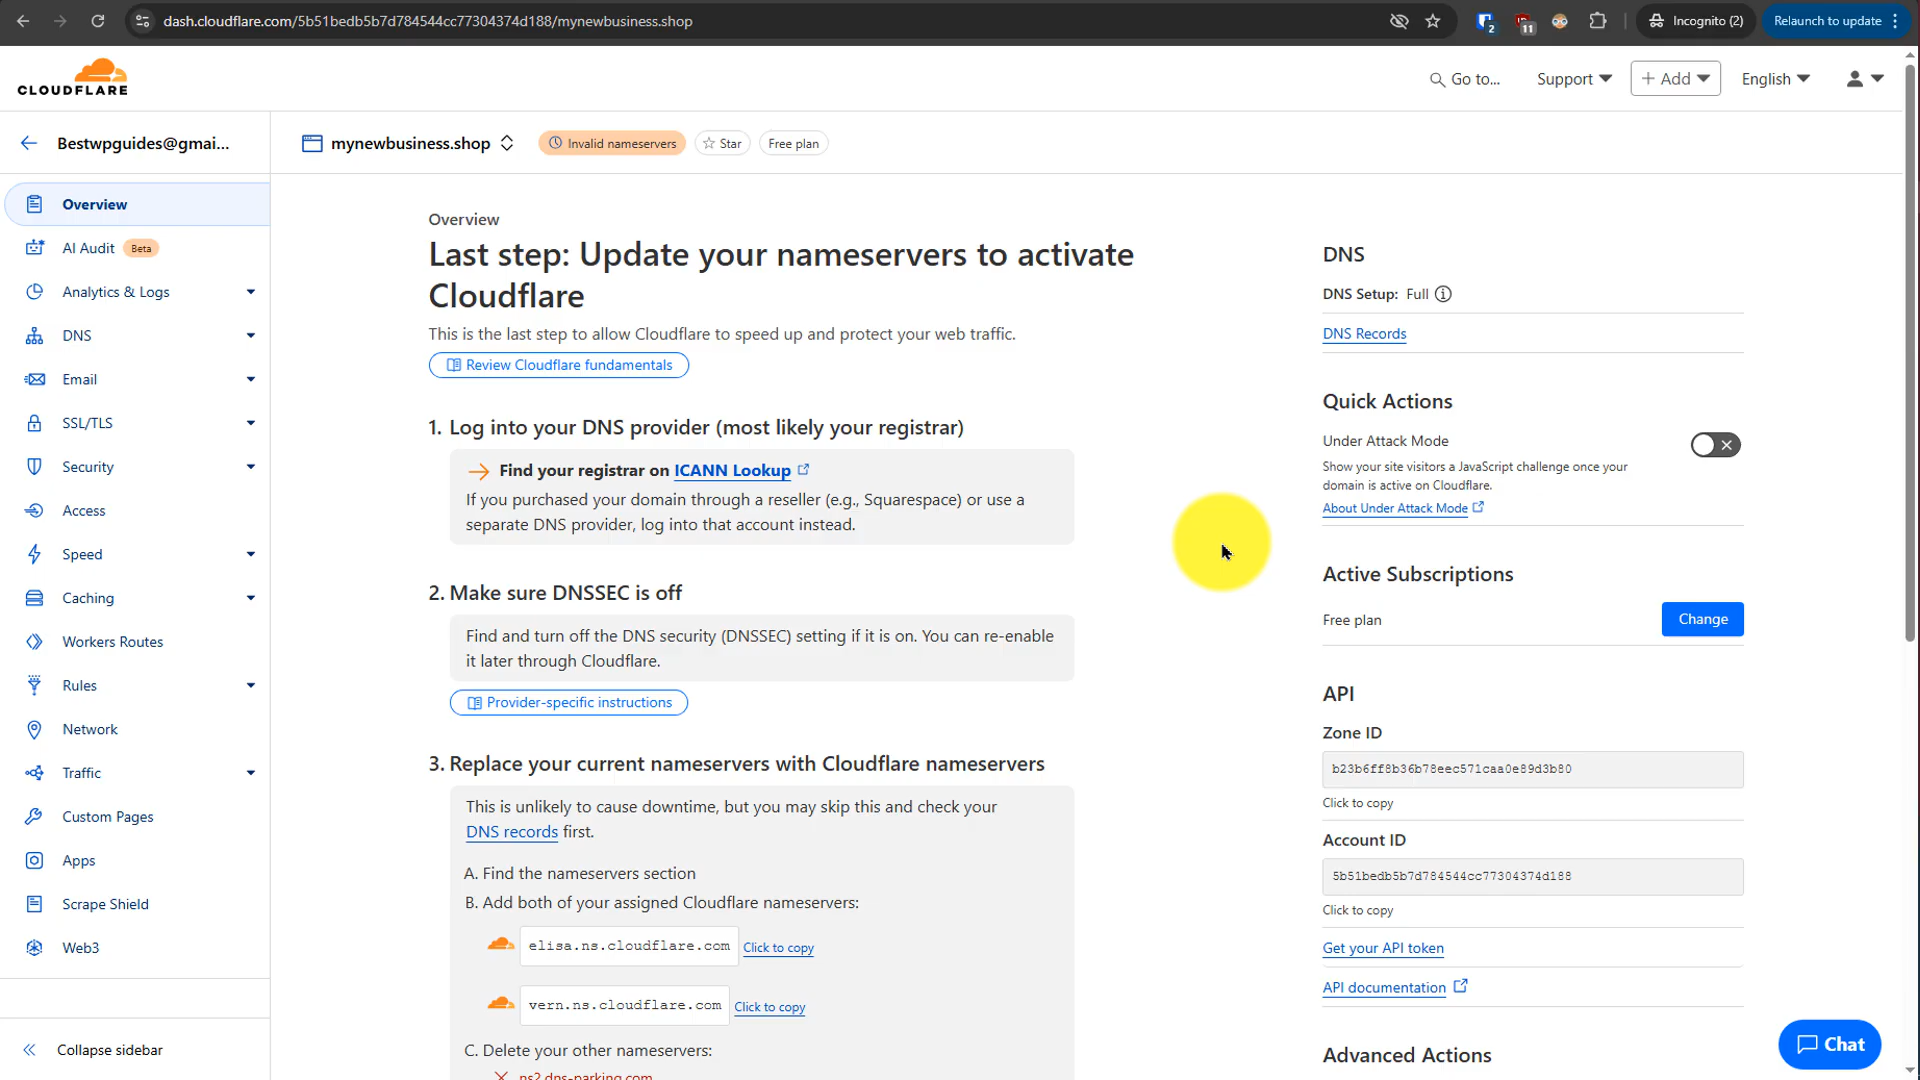 dash.cloudflare.com/5b51bedb5b7d784544cc77304374d188/mynewbusiness.shop
2
11
Incognito (2)
Relaunch to update
CLOUDFLARE
Go to...
Support
+ Add
English
Bestwpguides@gmai...
mynewbusiness.shop
Invalid nameservers
Star
Free plan
Overview
AI Audit Beta
Analytics & Logs
DNS
Email
SSL/TLS
Security
Access
Speed
Caching
Workers Routes
Rules
Network
Traffic
Custom Pages
Apps
Scrape Shield
Web3
Collapse sidebar
Overview
Last step: Update your nameservers to activate
Cloudflare
This is the last step to allow Cloudflare to speed up and protect your web traffic.
Review Cloudflare fundamentals
1. Log into your DNS provider (most likely your registrar)
Find your registrar on ICANN Lookup
If you purchased your domain through a reseller (e.g., Squarespace) or use a
separate DNS provider, log into that account instead.
2. Make sure DNSSEC is off
Find and turn off the DNS security (DNSSEC) setting if it is on. You can re-enable
it later through Cloudflare.
Provider-specific instructions
3. Replace your current nameservers with Cloudflare nameservers
This is unlikely to cause downtime, but you may skip this and check your
DNS records first.
A. Find the nameservers section
B. Add both of your assigned Cloudflare nameservers:
elisa.ns.cloudflare.com Click to copy
vern.ns.cloudflare.com Click to copy
C. Delete your other nameservers:
ns2.dns-parking.com
DNS
DNS Setup: Full
DNS Records
Quick Actions
Under Attack Mode
Show your site visitors a JavaScript challenge once your
domain is active on Cloudflare.
About Under Attack Mode
Active Subscriptions
Free plan
Change
API
Zone ID
b23b6ff8b36b78eec571caa0e89d3b80
Click to copy
Account ID
5b51bedb5b7d784544cc77304374d188
Click to copy
Get your API token
API documentation
Advanced Actions
Chat